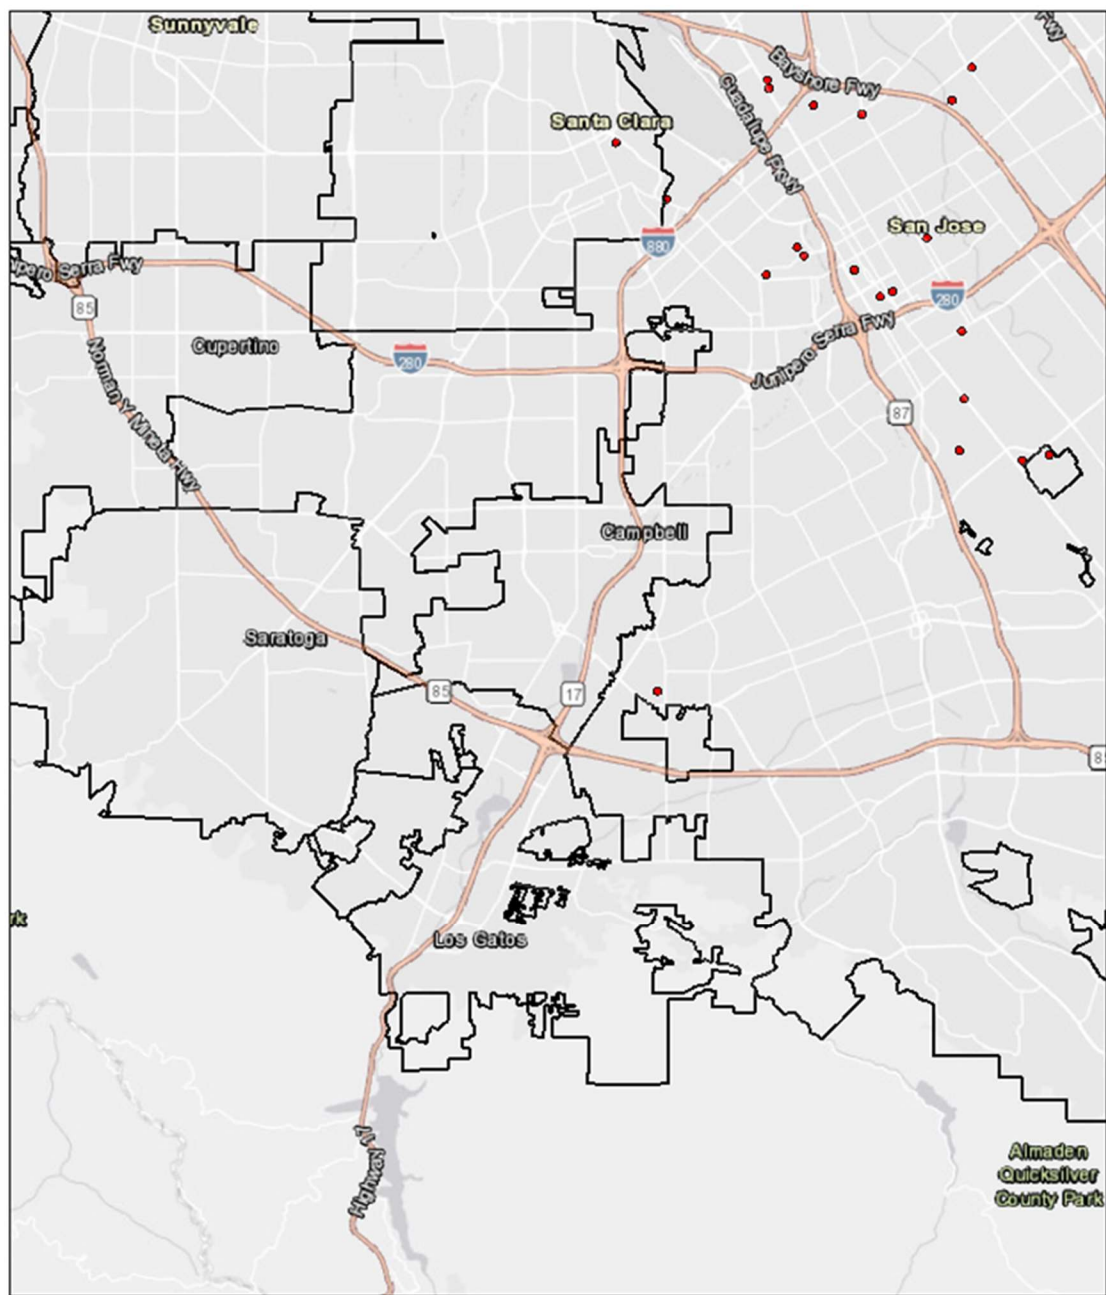 Sunnyvale
Fwy
Bayshore Fwy
Guadalupe Pkwy
Santa Clara
San Jose
880
Serra Fwy
280
85
Junipero Serra Fwy
Cupertino
280
Norman Y Mineta Hwy
87
Campbell
Saratoga
85
17
Los Gatos
Highway 17
Almaden
Quicksilver
County Park